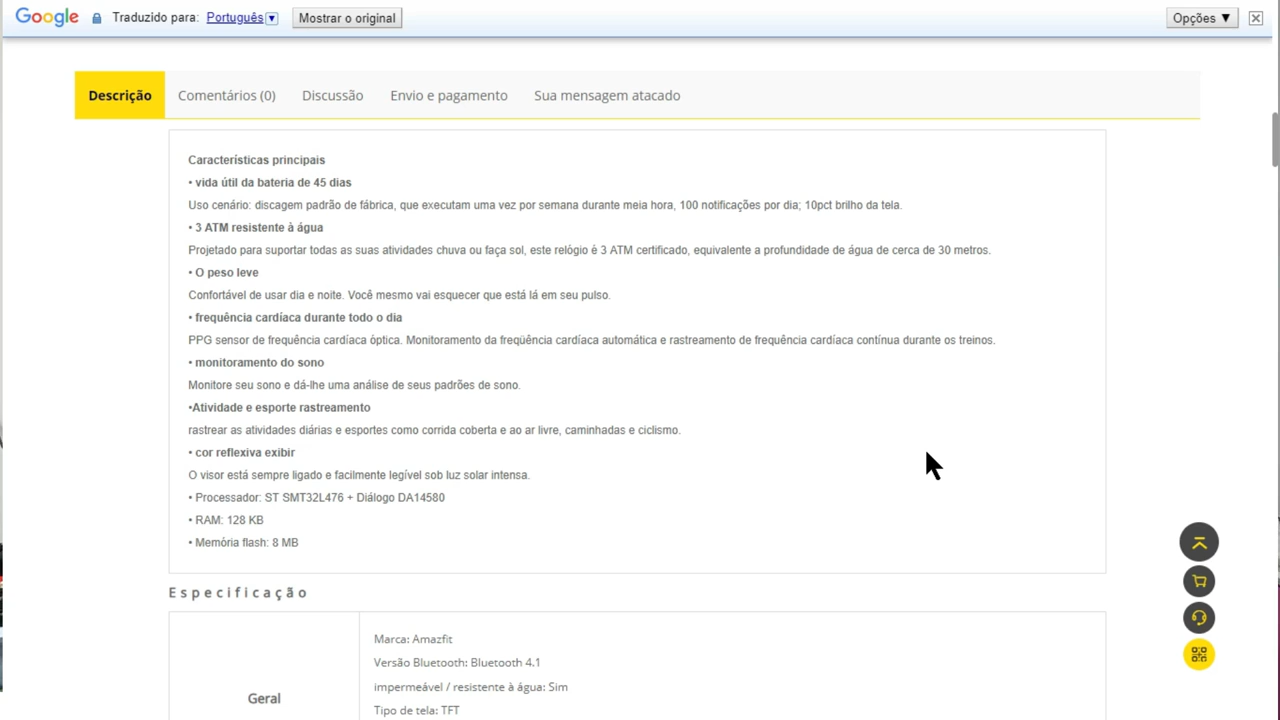 Google Traduzido para: Português ▼ Mostrar o original Opções ▼
Descrição Comentários (0) Discussão Envio e pagamento Sua mensagem atacado
Características principais
• vida útil da bateria de 45 dias
Uso cenário: discagem padrão de fábrica, que executam uma vez por semana durante meia hora, 100 notificações por dia; 10pct brilho da tela.
• 3 ATM resistente à água
Projetado para suportar todas as suas atividades chuva ou faça sol, este relógio é 3 ATM certificado, equivalente a profundidade de água de cerca de 30 metros.
• O peso leve
Confortável de usar dia e noite. Você mesmo vai esquecer que está lá em seu pulso.
• frequência cardíaca durante todo o dia
PPG sensor de frequência cardíaca óptica. Monitoramento da freqüência cardíaca automática e rastreamento de frequência cardíaca contínua durante os treinos.
• monitoramento do sono
Monitore seu sono e dá-lhe uma análise de seus padrões de sono.
•Atividade e esporte rastreamento
rastrear as atividades diárias e esportes como corrida coberta e ao ar livre, caminhadas e ciclismo.
• cor reflexiva exibir
O visor está sempre ligado e facilmente legível sob luz solar intensa.
• Processador: ST SMT32L476 + Diálogo DA14580
• RAM: 128 KB
• Memória flash: 8 MB
Especificação
Geral
Marca: Amazfit
Versão Bluetooth: Bluetooth 4.1
impermeável / resistente à água: Sim
Tipo de tela: TFT